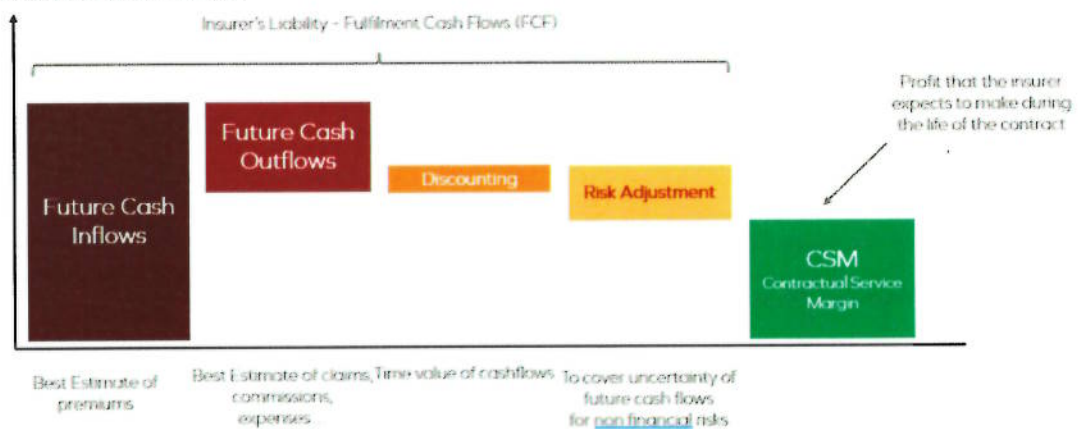 Insurer's Liability - Fulfilment Cash Flows (FCF)
Profit that the insurer
expects to make during
the life of the contract
Future Cash
Inflows
Future Cash
Outflows
Discounting
Risk Adjustment
CSM
Contractual Service
Margin
Best Estimate of
premiums
Best Estimate of claims,
commissions,
expenses...
Time value of cashflows
To cover uncertainty of
future cash flows
for non financial risks